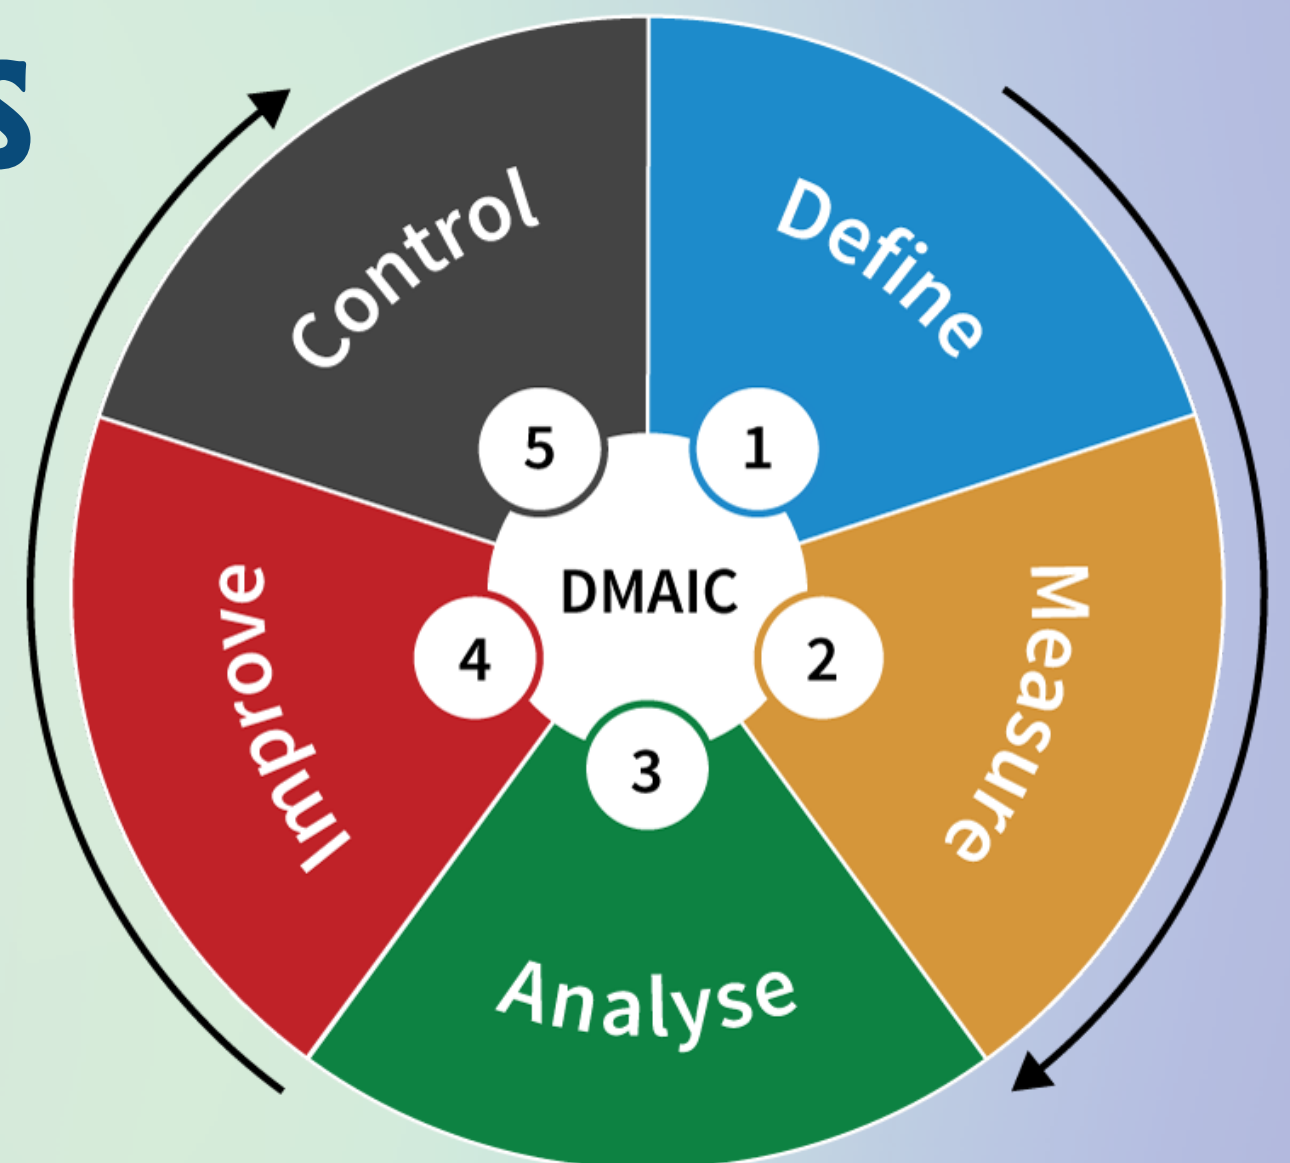 s
Define
1
Measure
2
Analyse
3
Improve
4
Control
5
DMAIC